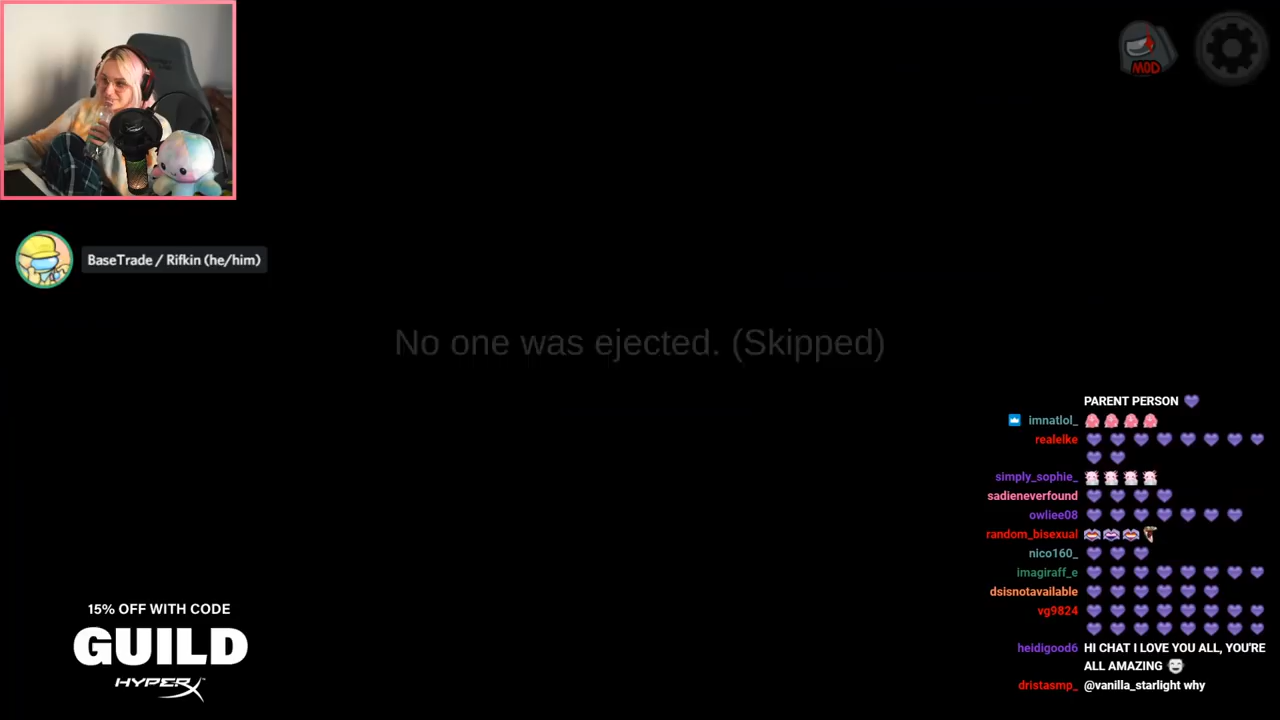 MOD
BaseTrade / Rifkin (he/him)
No one was ejected. (Skipped)
PARENT PERSON
imnatlol_
realelke
simply_sophie_
sadieneverfound
owliee08
random_bisexual
nico160_
imagiraff_e
dsisnotavailable
vg9824
heidigood6 HI CHAT I LOVE YOU ALL, YOU'RE
ALL AMAZING
dristasmp_ @vanilla_starlight why
15% OFF WITH CODE
GUILD
HYPERX